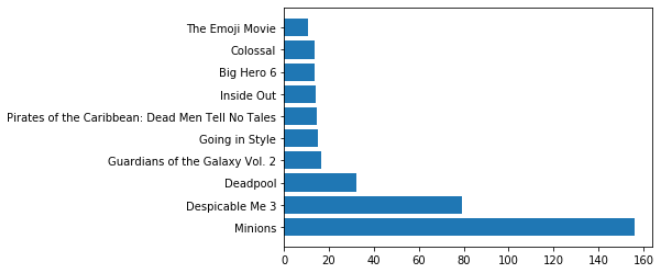 The Emoji Movie
Colossal
Big Hero 6
Inside Out
Pirates of the Caribbean: Dead Men Tell No Tales
Going in Style
Guardians of the Galaxy Vol. 2
Deadpool
Despicable Me 3
Minions
0 20 40 60 80 100 120 140 160